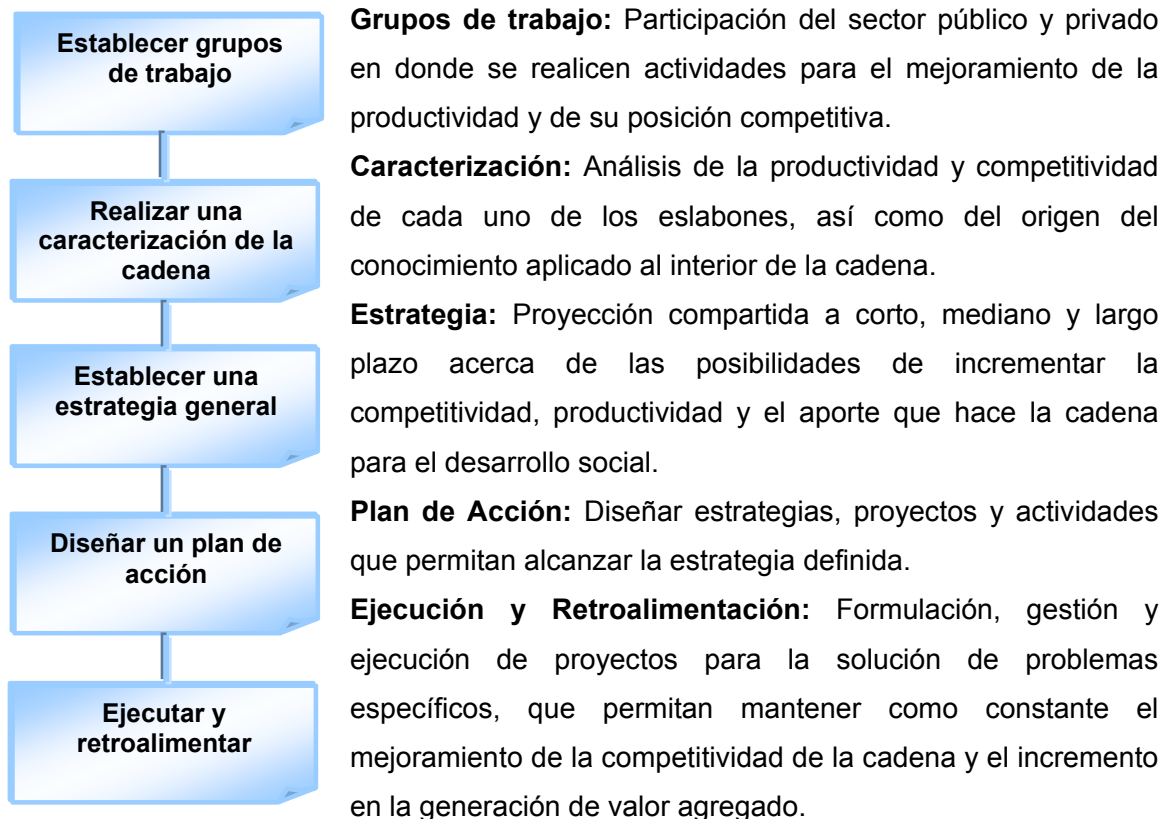 Establecer grupos
de trabajo
Realizar una
caracterización de la
cadena
Establecer una
estrategia general
Diseñar un plan de
acción
Ejecutar y
retroalimentar
Grupos de trabajo: Participación del sector público y privado
en donde se realicen actividades para el mejoramiento de la
productividad y de su posición competitiva.
Caracterización: Análisis de la productividad y competitividad
de cada uno de los eslabones, así como del origen del
conocimiento aplicado al interior de la cadena.
Estrategia: Proyección compartida a corto, mediano y largo
plazo acerca de las posibilidades de incrementar la
competitividad, productividad y el aporte que hace la cadena
para el desarrollo social.
Plan de Acción: Diseñar estrategias, proyectos y actividades
que permitan alcanzar la estrategia definida.
Ejecución y Retroalimentación: Formulación, gestión y
ejecución de proyectos para la solución de problemas
específicos, que permitan mantener como constante el
mejoramiento de la competitividad de la cadena y el incremento
en la generación de valor agregado.